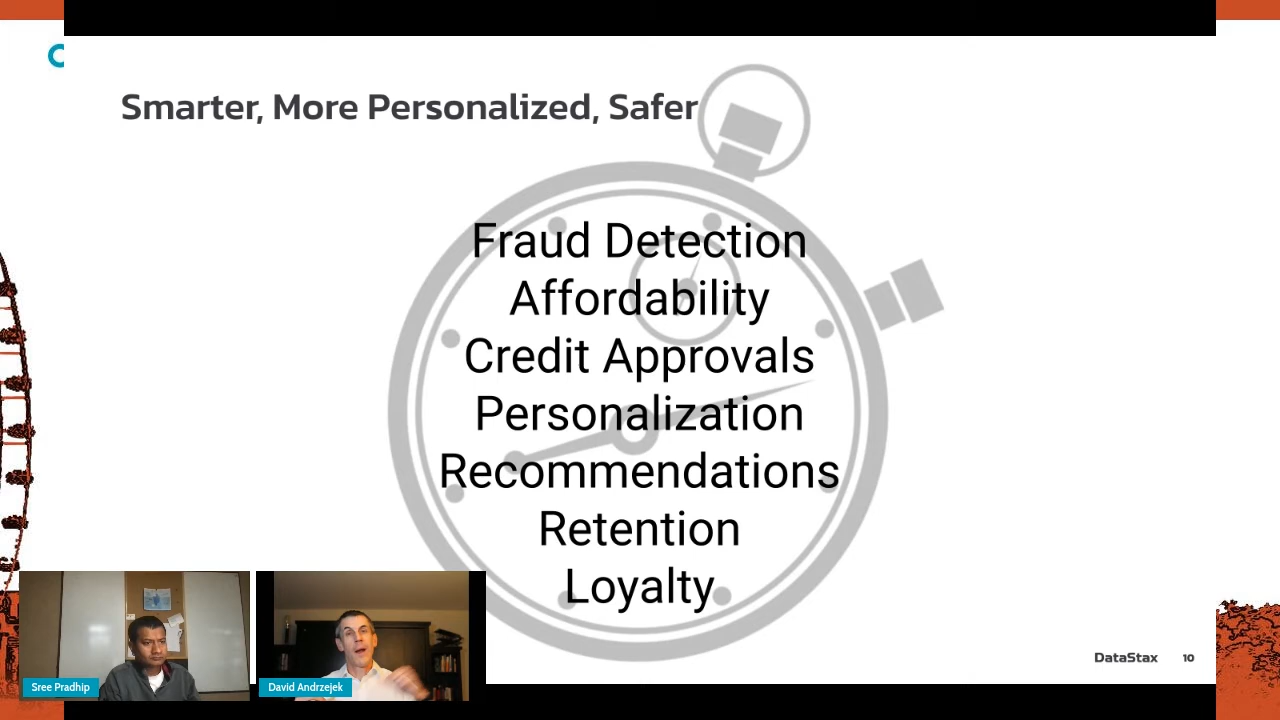 Smarter, More Personalized, Safer
Fraud Detection
Affordability
Credit Approvals
Personalization
Recommendations
Retention
Loyalty
DataStax 10
Sree Pradhip
David Andrzejek